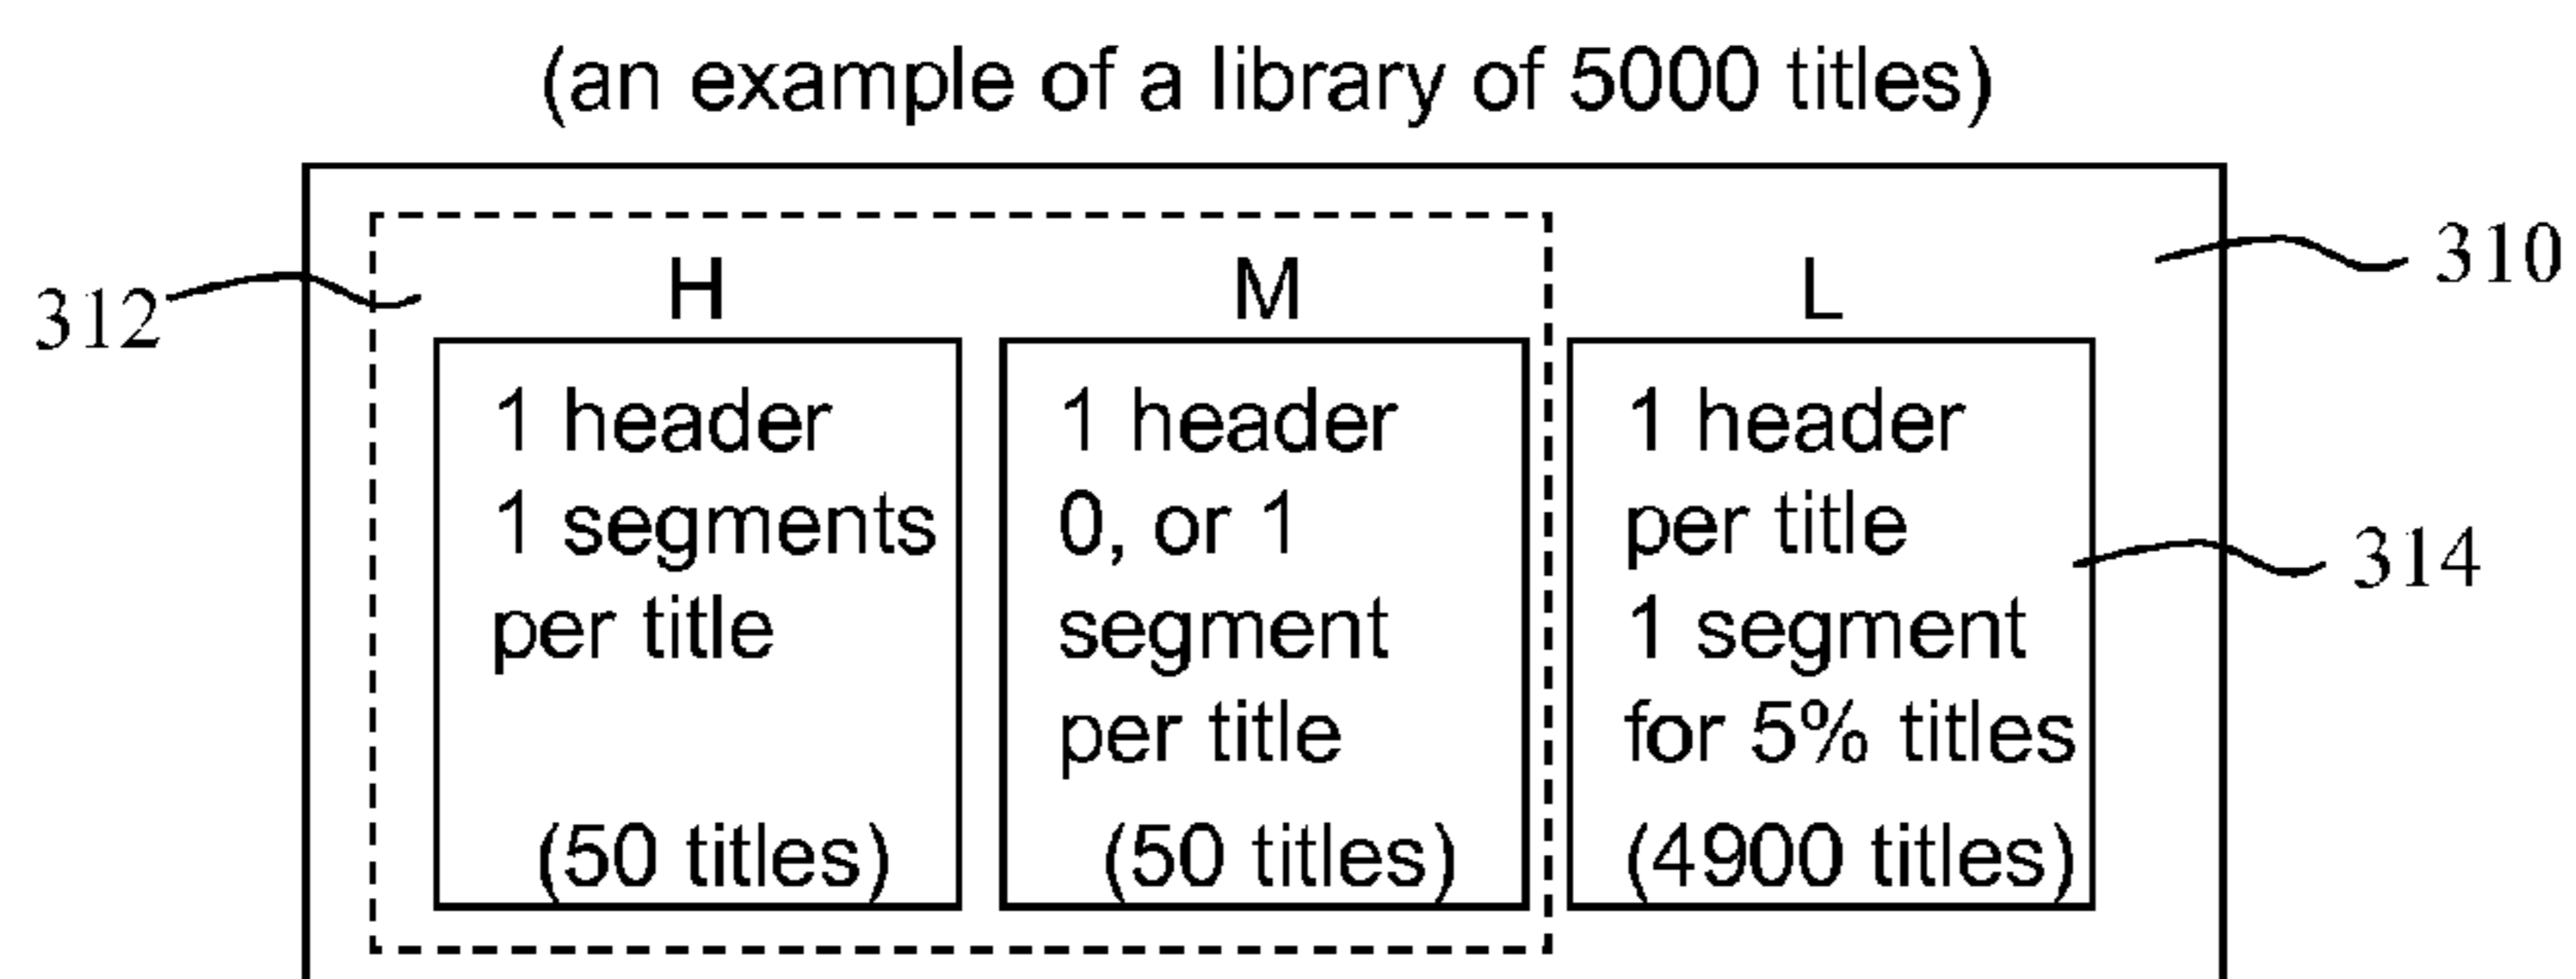 (an example of a library of 5000 titles)
310
312
H
1 header
1 segments
per title
(50 titles)
M
1 header
0, or 1
segment
per title
(50 titles)
L
1 header
per title
1 segment
for 5% titles
(4900 titles)
314